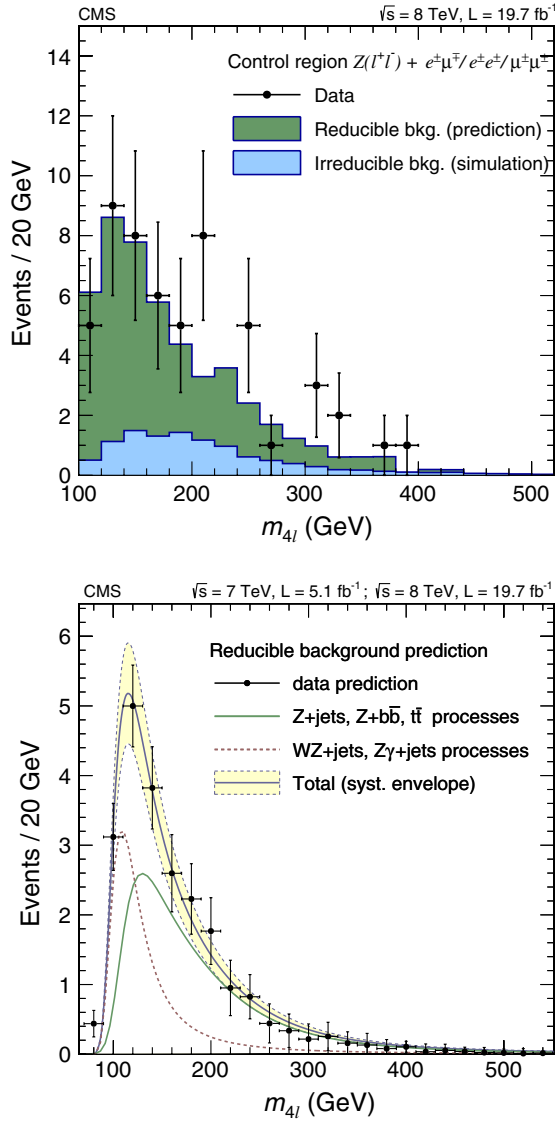 CMS √s = 8 TeV, L = 19.7 fb⁻¹
Control region Z(l⁺l⁻) + e±μ∓/e±e±/μ±μ±
Data
Reducible bkg. (prediction)
Irreducible bkg. (simulation)
Events / 20 GeV
14
12
10
8
6
4
2
0
100 200 300 400 500
m₄ₗ (GeV)
CMS √s = 7 TeV, L = 5.1 fb⁻¹ ; √s = 8 TeV, L = 19.7 fb⁻¹
Reducible background prediction
data prediction
Z+jets, Z+bb̅, tt̅ processes
WZ+jets, Zγ+jets processes
Total (syst. envelope)
Events / 20 GeV
6
5
4
3
2
1
0
100 200 300 400 500
m₄ₗ (GeV)